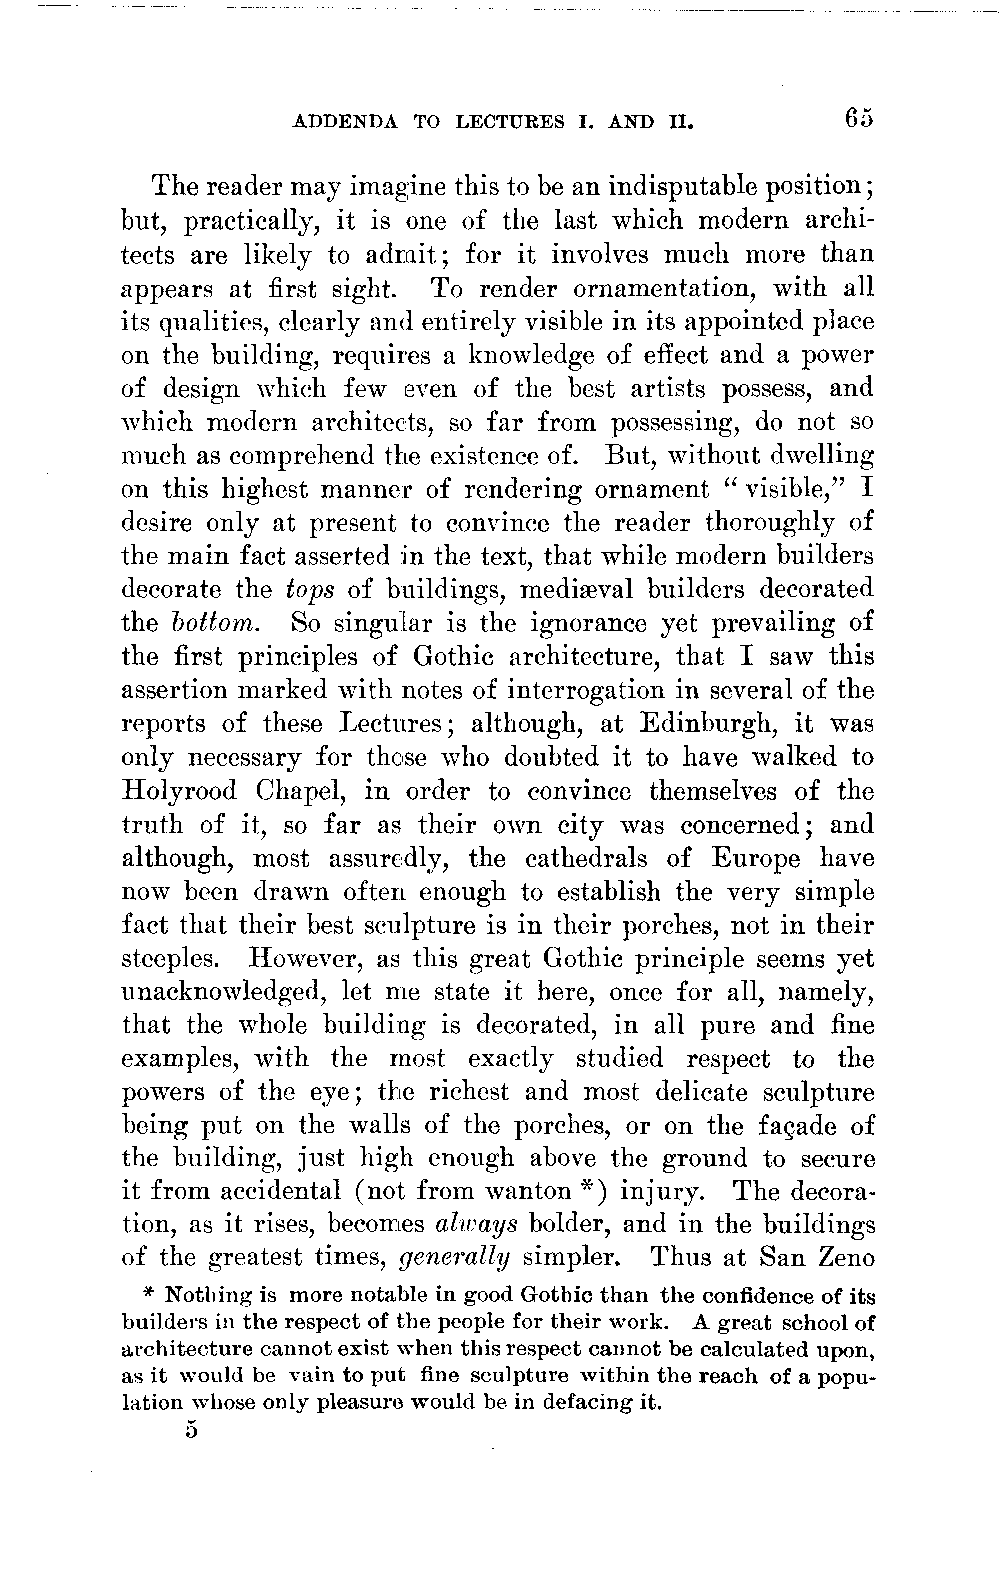 ADDENDA TO LECTURES I. AND II. 65
The reader may imagine this to be an indisputable position;
but, practically, it is one of the last which modern archi-
tects are likely to admit; for it involves much more than
appears at first sight. To render ornamentation, with all
its qualities, clearly and entirely visible in its appointed place
on the building, requires a knowledge of effect and a power
of design which few even of the best artists possess, and
which modern architects, so far from possessing, do not so
much as comprehend the existence of. But, without dwelling
on this highest manner of rendering ornament “visible,” I
desire only at present to convince the reader thoroughly of
the main fact asserted in the text, that while modern builders
decorate the tops of buildings, mediæval builders decorated
the bottom. So singular is the ignorance yet prevailing of
the first principles of Gothic architecture, that I saw this
assertion marked with notes of interrogation in several of the
reports of these Lectures; although, at Edinburgh, it was
only necessary for those who doubted it to have walked to
Holyrood Chapel, in order to convince themselves of the
truth of it, so far as their own city was concerned; and
although, most assuredly, the cathedrals of Europe have
now been drawn often enough to establish the very simple
fact that their best sculpture is in their porches, not in their
steeples. However, as this great Gothic principle seems yet
unacknowledged, let me state it here, once for all, namely,
that the whole building is decorated, in all pure and fine
examples, with the most exactly studied respect to the
powers of the eye; the richest and most delicate sculpture
being put on the walls of the porches, or on the façade of
the building, just high enough above the ground to secure
it from accidental (not from wanton *) injury. The decora-
tion, as it rises, becomes always bolder, and in the buildings
of the greatest times, generally simpler. Thus at San Zeno
* Nothing is more notable in good Gothic than the confidence of its
builders in the respect of the people for their work. A great school of
architecture cannot exist when this respect cannot be calculated upon,
as it would be vain to put fine sculpture within the reach of a popu-
lation whose only pleasure would be in defacing it.
5